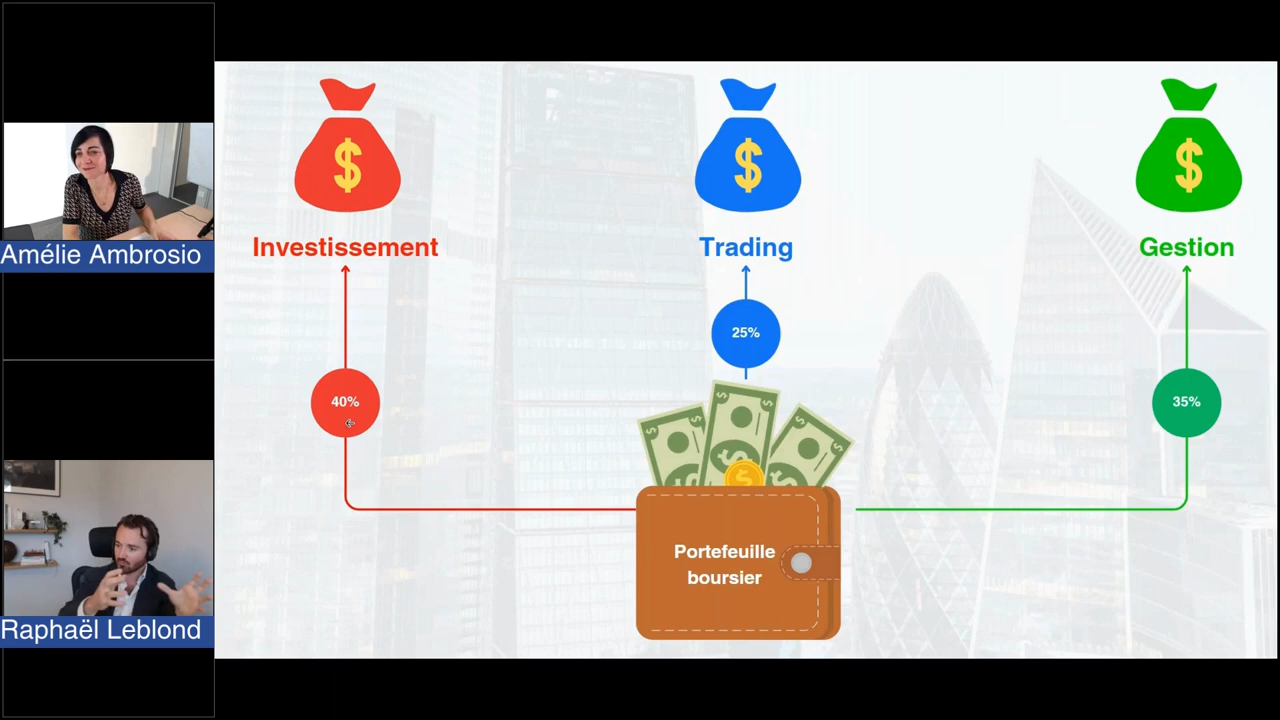 Amélie Ambrosio
Raphaël Leblond
$
$
$
Investissement
Trading
Gestion
25%
40%
35%
Portefeuille
boursier